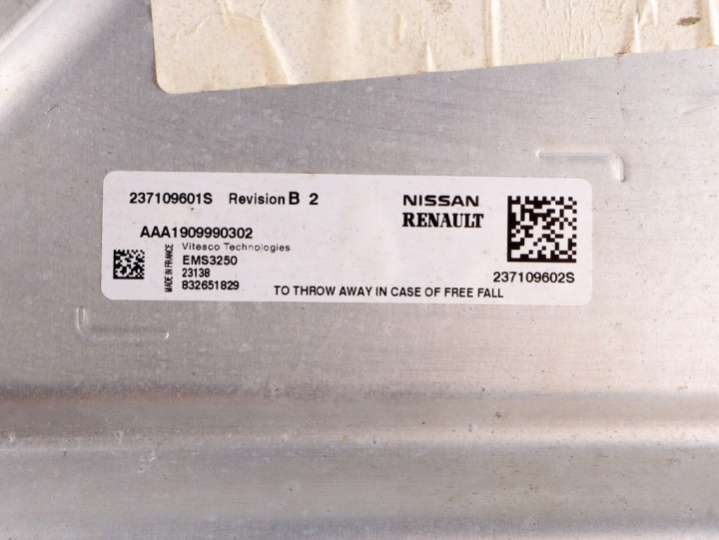 237109601S Revision B 2
NISSAN
RENAULT
AAA1909990302
Vitesco Technologies
MADE IN FRANCE
EMS3250
23138
832651829
237109602S
TO THROW AWAY IN CASE OF FREE FALL